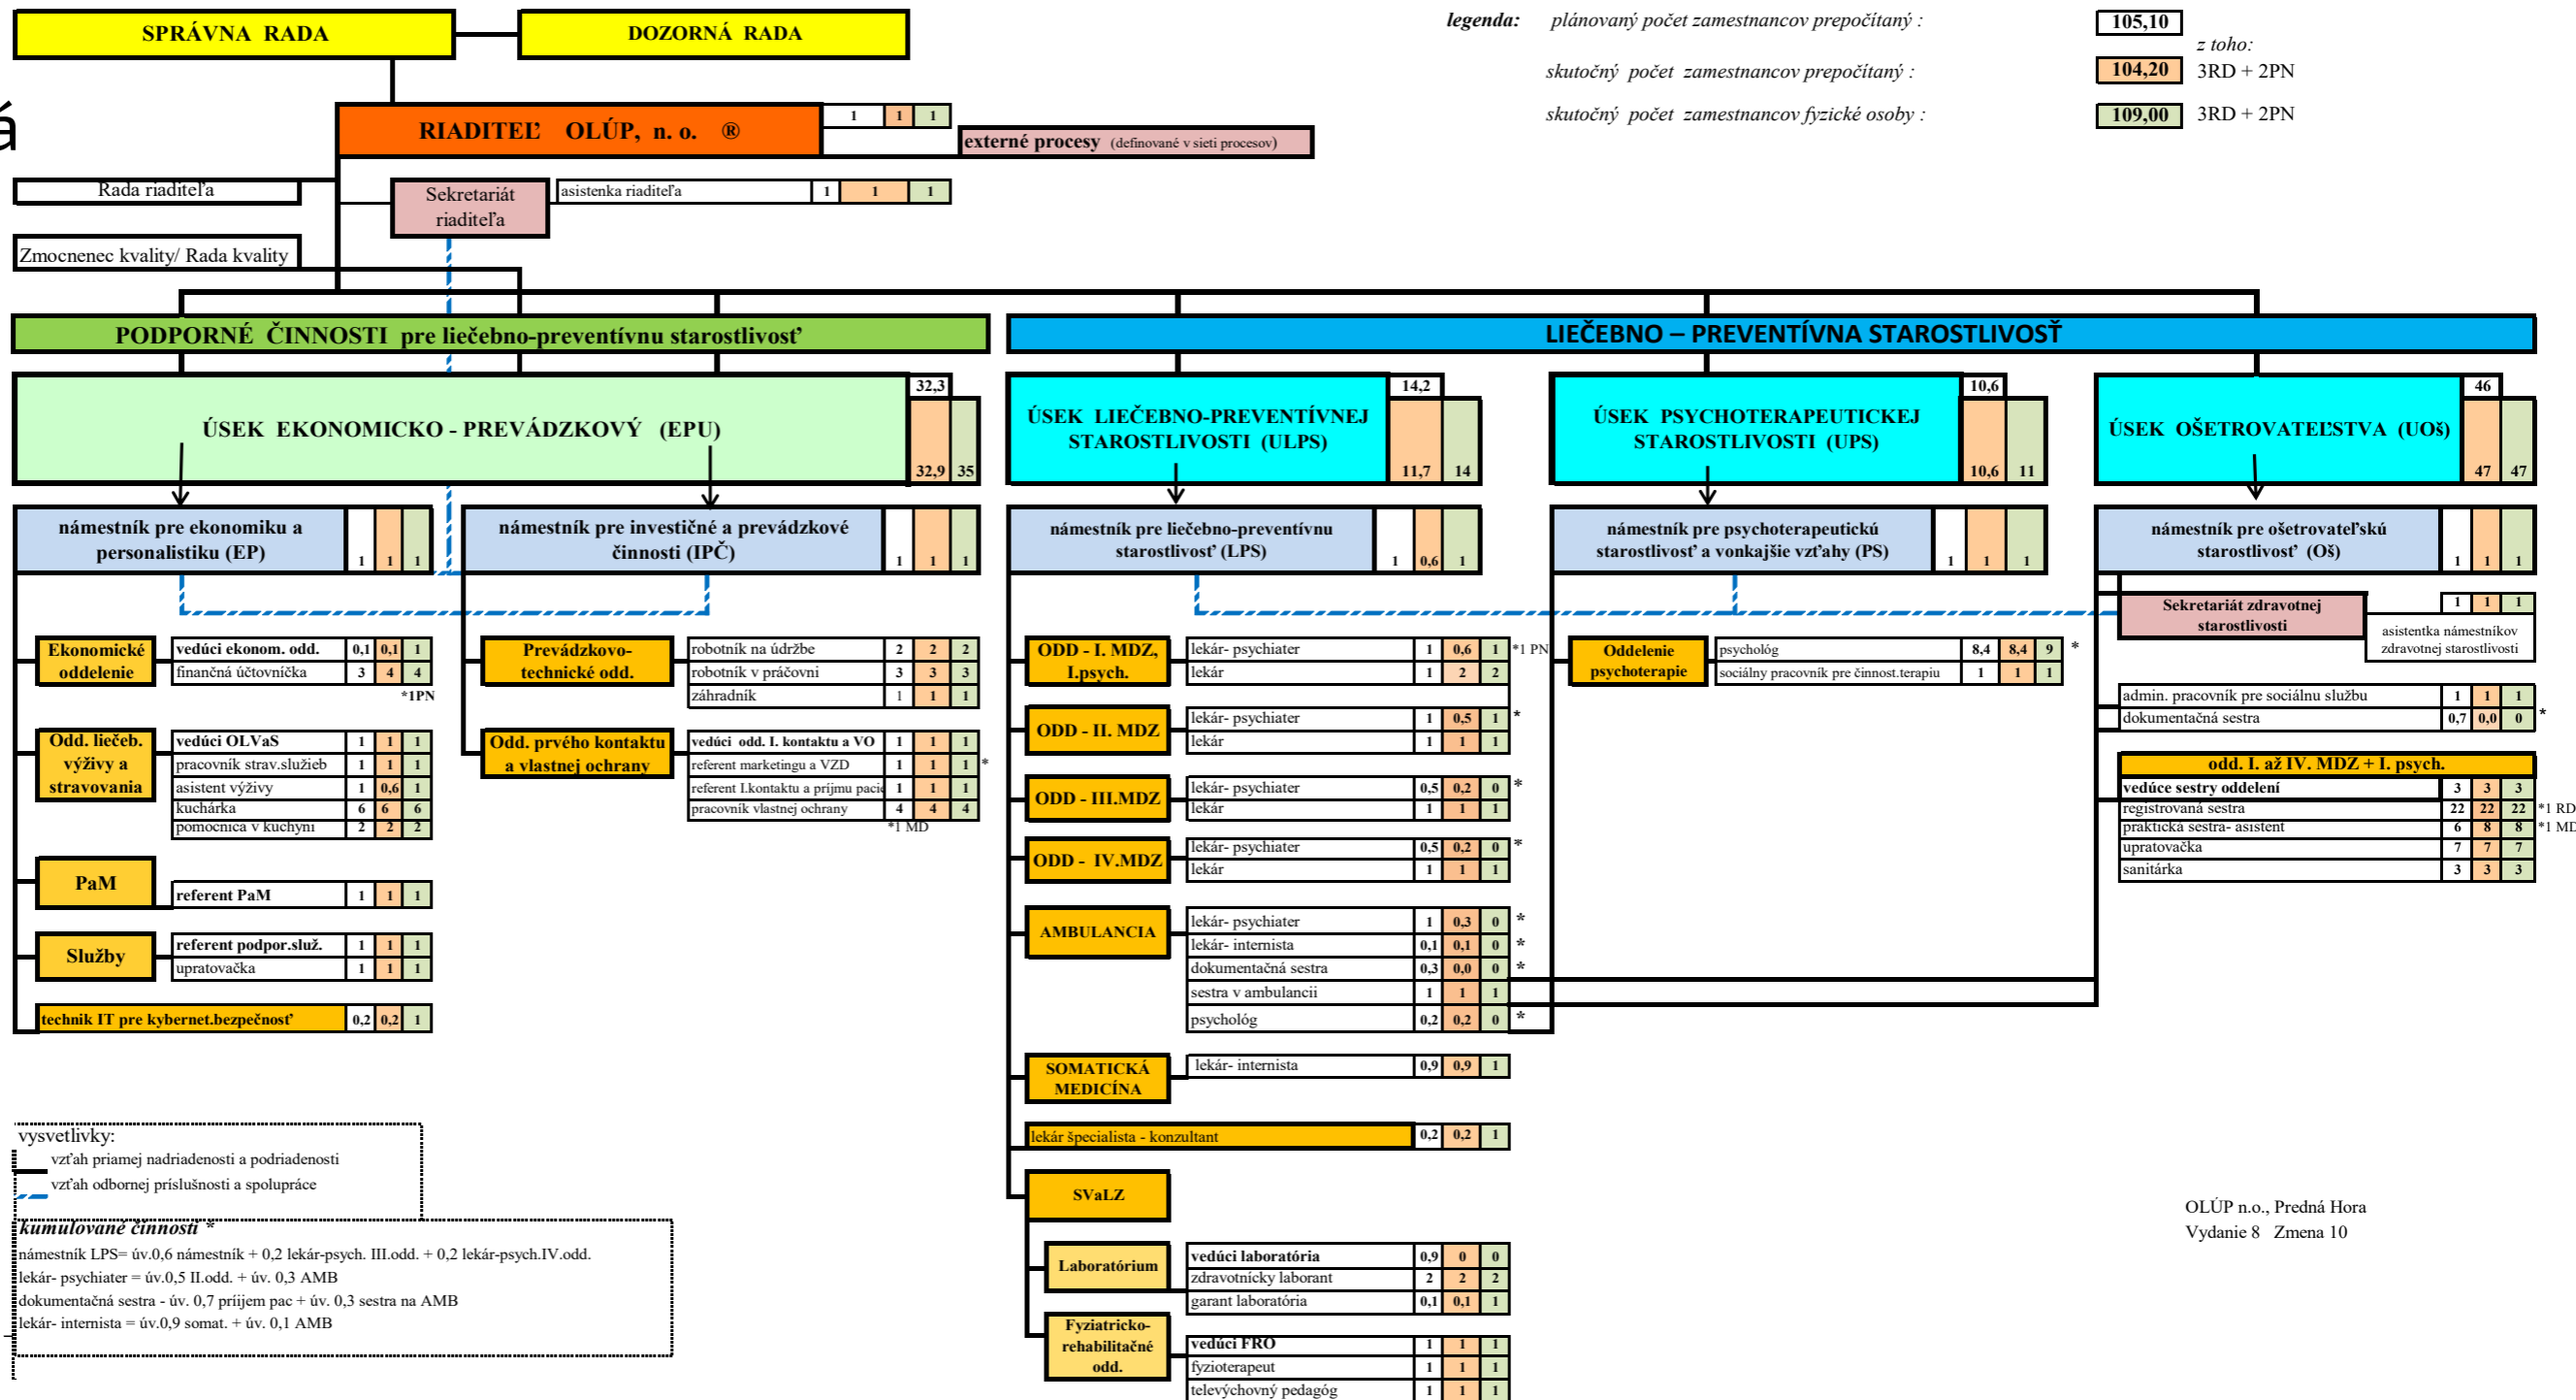 SPRÁVNA RADA
DOZORNÁ RADA
legenda: plánovaný počet zamestnancov prepočítaný : 105,10
z toho:
skutočný počet zamestnancov prepočítaný : 104,20 3RD + 2PN
skutočný počet zamestnancov fyzické osoby : 109,00 3RD + 2PN
á
RIADITEĽ OLÚP, n. o. ® 1 1 1
externé procesy (definované v sieti procesov)
Rada riaditeľa
Sekretariát
riaditeľa
asistenka riaditeľa 1 1 1
Zmocnenec kvality/ Rada kvality
PODPORNÉ ČINNOSTI pre liečebno-preventívnu starostlivosť
LIEČEBNO – PREVENTÍVNA STAROSTLIVOSŤ
ÚSEK EKONOMICKO - PREVÁDZKOVÝ (EPU)
32,3
32,9 35
ÚSEK LIEČEBNO-PREVENTÍVNEJ
STAROSTLIVOSTI (ULPS)
14,2
11,7 14
ÚSEK PSYCHOTERAPEUTICKEJ
STAROSTLIVOSTI (UPS)
10,6
10,6 11
ÚSEK OŠETROVATEĽSTVA (UOš)
46
47 47
námestník pre ekonomiku a
personalistiku (EP) 1 1 1
námestník pre investičné a prevádzkové
činnosti (IPČ) 1 1 1
námestník pre liečebno-preventívnu
starostlivosť (LPS) 1 0,6 1
námestník pre psychoterapeutickú
starostlivosť a vonkajšie vzťahy (PS) 1 1 1
námestník pre ošetrovateľskú
starostlivosť (Oš) 1 1 1
Ekonomické
oddelenie
vedúci ekonom. odd. 0,1 0,1 1
finančná účtovníčka 3 4 4
*1PN
Odd. liečeb.
výživy a
stravovania
vedúci OLVaS 1 1 1
pracovník strav.služieb 1 1 1
asistent výživy 1 0,6 1
kuchárka 6 6 6
pomocnica v kuchyni 2 2 2
PaM
referent PaM 1 1 1
Služby
referent podpor.služ. 1 1 1
upratovačka 1 1 1
technik IT pre kybernet.bezpečnosť 0,2 0,2 1
Prevádzkovo-
technické odd.
robotník na údržbe 2 2 2
robotník v práčovni 3 3 3
záhradník 1 1 1
Odd. prvého kontaktu
a vlastnej ochrany
vedúci odd. I. kontaktu a VO 1 1 1
referent marketingu a VZD 1 1 1 *
referent I.kontaktu a príjmu pacie 1 1 1
pracovník vlastnej ochrany 4 4 4
*1 MD
ODD - I. MDZ,
I.psych.
lekár- psychiater 1 0,6 1 *1 PN
lekár 1 2 2
ODD - II. MDZ
lekár- psychiater 1 0,5 1 *
lekár 1 1 1
ODD - III.MDZ
lekár- psychiater 0,5 0,2 0 *
lekár 1 1 1
ODD - IV.MDZ
lekár- psychiater 0,5 0,2 0 *
lekár 1 1 1
AMBULANCIA
lekár- psychiater 1 0,3 0 *
lekár- internista 0,1 0,1 0 *
dokumentačná sestra 0,3 0,0 0 *
sestra v ambulancii 1 1 1
psychológ 0,2 0,2 0 *
SOMATICKÁ
MEDICÍNA
lekár- internista 0,9 0,9 1
lekár špecialista - konzultant 0,2 0,2 1
SVaLZ
Laboratórium
vedúci laboratória 0,9 0 0
zdravotnícky laborant 2 2 2
garant laboratória 0,1 0,1 1
Fyziatricko-
rehabilitačné
odd.
vedúci FRO 1 1 1
fyzioterapeut 1 1 1
televýchovný pedagóg 1 1 1
Oddelenie
psychoterapie
psychológ 8,4 8,4 9 *
sociálny pracovník pre činnost.terapiu 1 1 1
Sekretariát zdravotnej
starostlivosti
1 1 1
asistentka námestníkov
zdravotnej starostlivosti
admin. pracovník pre sociálnu službu 1 1 1
dokumentačná sestra 0,7 0,0 0 *
odd. I. až IV. MDZ + I. psych.
vedúce sestry oddelení 3 3 3
registrovaná sestra 22 22 22 *1 RD
praktická sestra- asistent 6 8 8 *1 MD
upratovačka 7 7 7
sanitárka 3 3 3
vysvetlivky:
vzťah priamej nadriadenosti a podriadenosti
vzťah odbornej príslušnosti a spolupráce
kumulované činnosti *
námestník LPS= úv.0,6 námestník + 0,2 lekár-psych. III.odd. + 0,2 lekár-psych.IV.odd.
lekár- psychiater = úv.0,5 II.odd. + úv. 0,3 AMB
dokumentačná sestra - úv. 0,7 príijem pac + úv. 0,3 sestra na AMB
lekár- internista = úv.0,9 somat. + úv. 0,1 AMB
OLÚP n.o., Predná Hora
Vydanie 8 Zmena 10